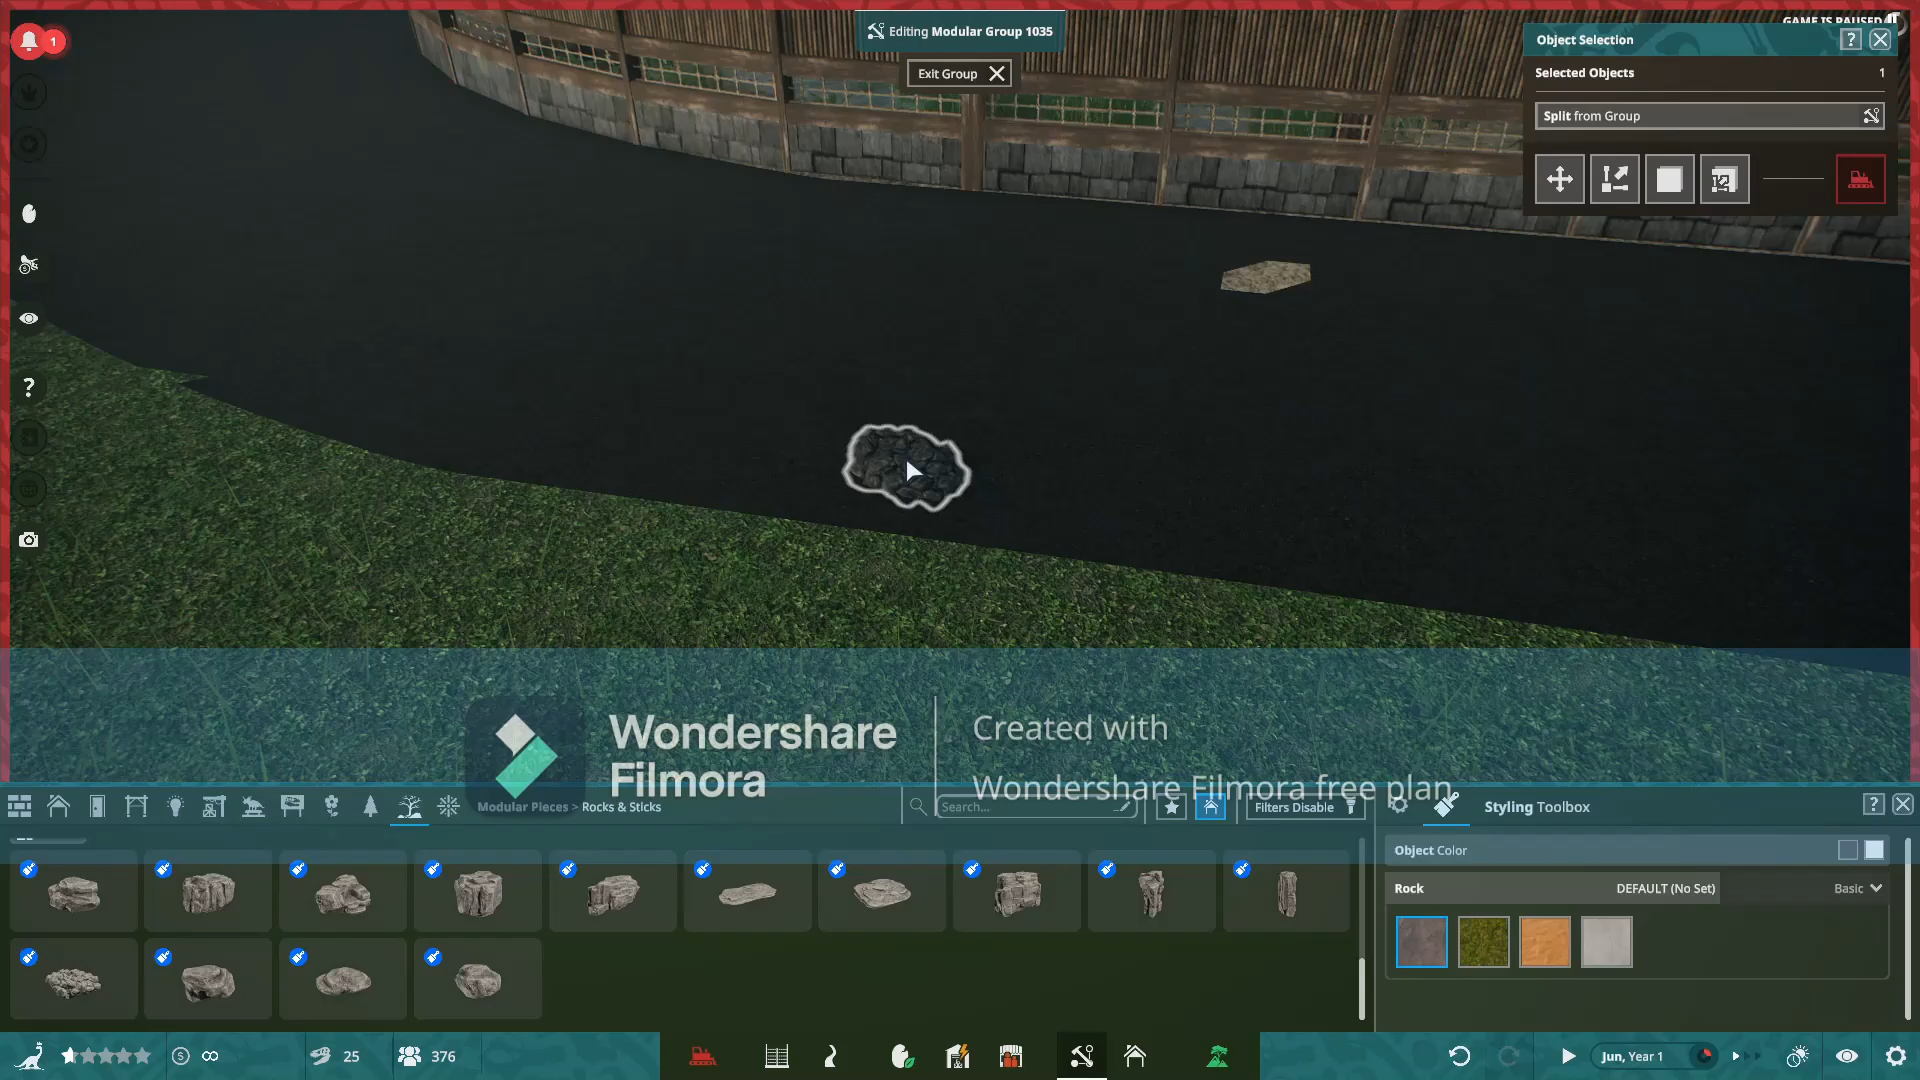 GAME IS PAUSED
1
Editing Modular Group 1035
Exit Group
Object Selection
?
Selected Objects 1
Split from Group
?
Wondershare
Filmora
Created with
Wondershare Filmora free plan
Modular Pieces > Rocks & Sticks
Search...
Filters Disable
Styling Toolbox
?
Object Color
Rock
DEFAULT (No Set)
Basic
∞
25
376
Jun, Year 1